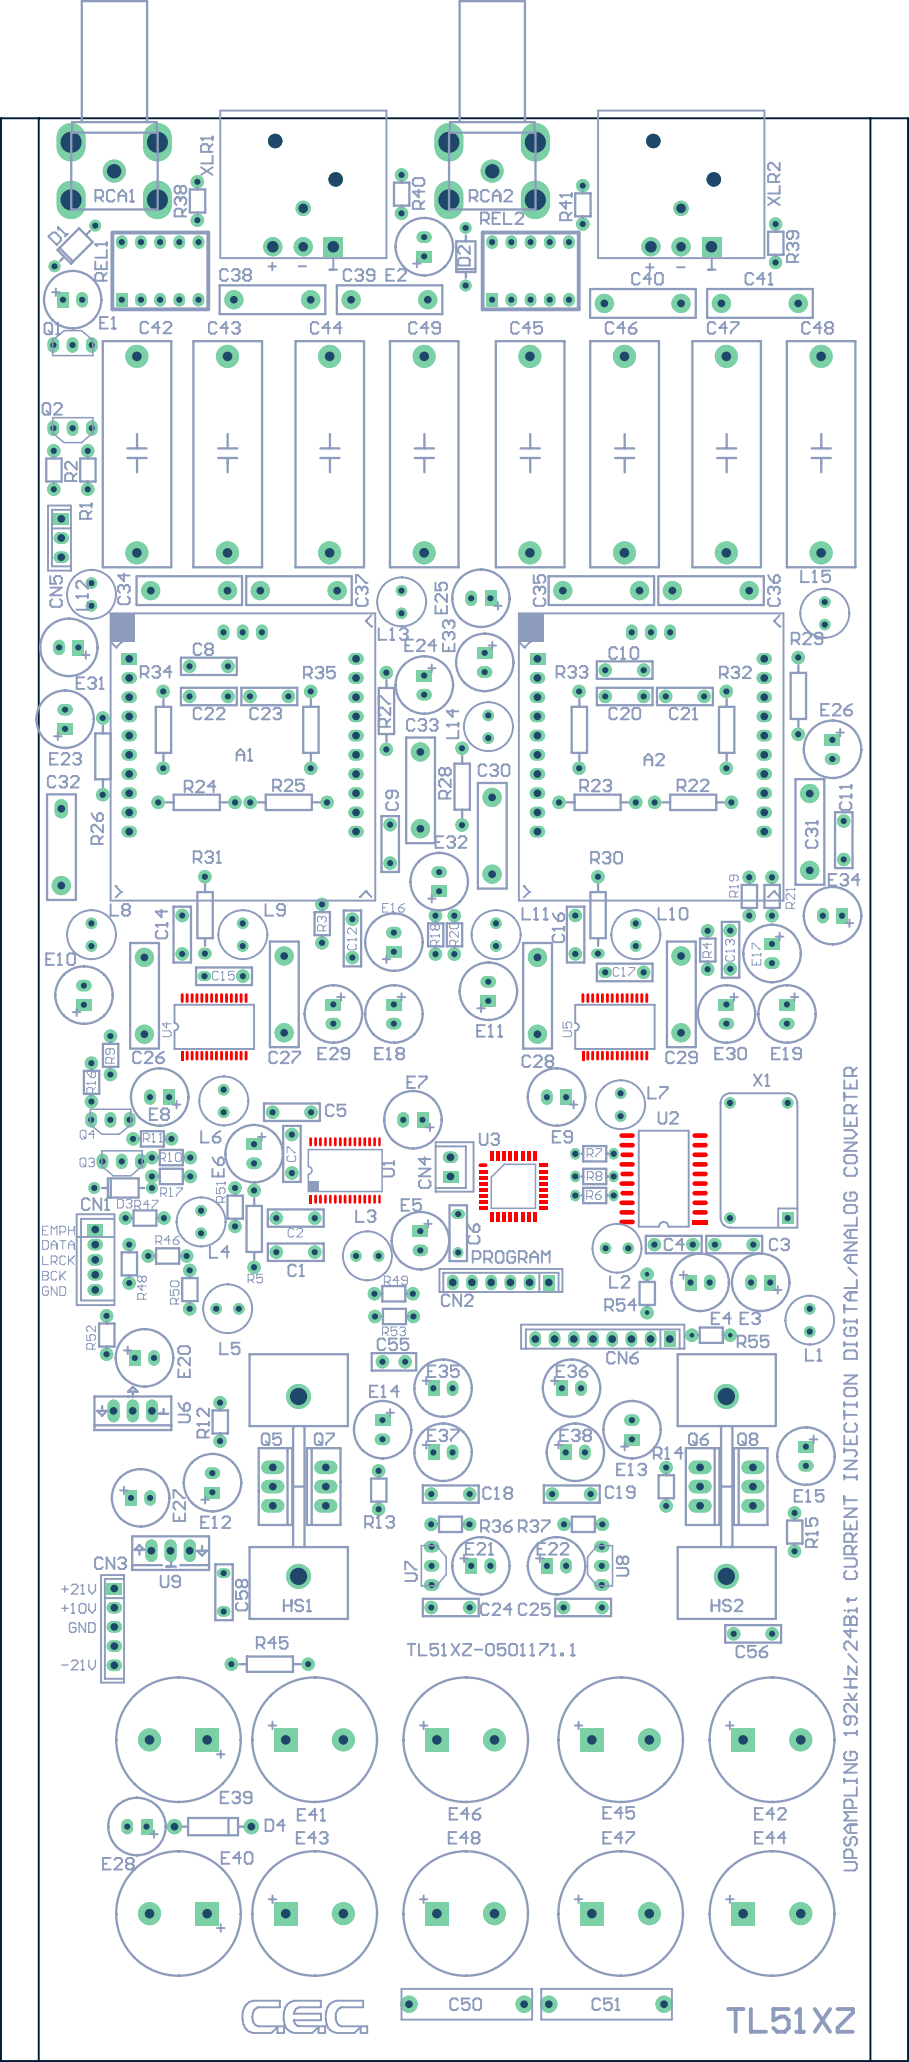 XLR1
XLR2
RCA1
R38
R40
RCA2
R41
REL2
R39
D1
REL1
D2
C38
C39 E2
C40
C41
E1
Q1
C42
C43
C44
C49
C45
C46
C47
C48
Q2
R2
R1
CN5
L12
C34
C37
L13
E25
E33
C35
C36
L15
E31
R34
C8
R35
E24
R33
C10
R32
R29
C22
C23
R27
C33
L14
C20
C21
E26
E23
A1
A2
C32
R24
R25
R28
C30
R23
R22
C11
R26
C9
C31
E32
R31
R30
R19
R21
E34
L8
C14
L9
R3
C12
E16
R18
R20
L11
C16
L10
R4
C13
E17
E10
C15
C17
U4
U5
E11
C26
C27
E29
E18
C28
C29
E30
E19
R9
R16
E8
L6
C5
E7
E9
L7
X1
U2
Q4
R11
E6
C7
U1
CN4
U3
R7
Q3
R10
R8
R17
R6
D3
R47
CN1
R51
C2
L3
E5
C6
EMPH
DATA
LRCK
BCK
GND
L4
R46
C1
PROGRAM
C4
C3
R48
R50
R5
R49
CN2
L2
R54
E4
E3
R52
L5
R53
CN6
R55
L1
E20
C55
E35
E36
U6
R12
E14
E37
E38
E13
Q5
Q7
R14
Q6
Q8
E27
E12
R13
C18
C19
E15
R36
R37
R15
CN3
U9
C58
U7
E21
E22
U8
+21V
+10V
GND
-21V
HS1
C24
C25
HS2
R45
TL51XZ-0501171.1
C56
UPSAMPLING 192kHz/24Bit CURRENT INJECTION DIGITAL/ANALOG CONVERTER
E39
E41
E46
E45
E42
D4
E28
E40
E43
E48
E47
E44
C.E.C.
C50
C51
TL51XZ